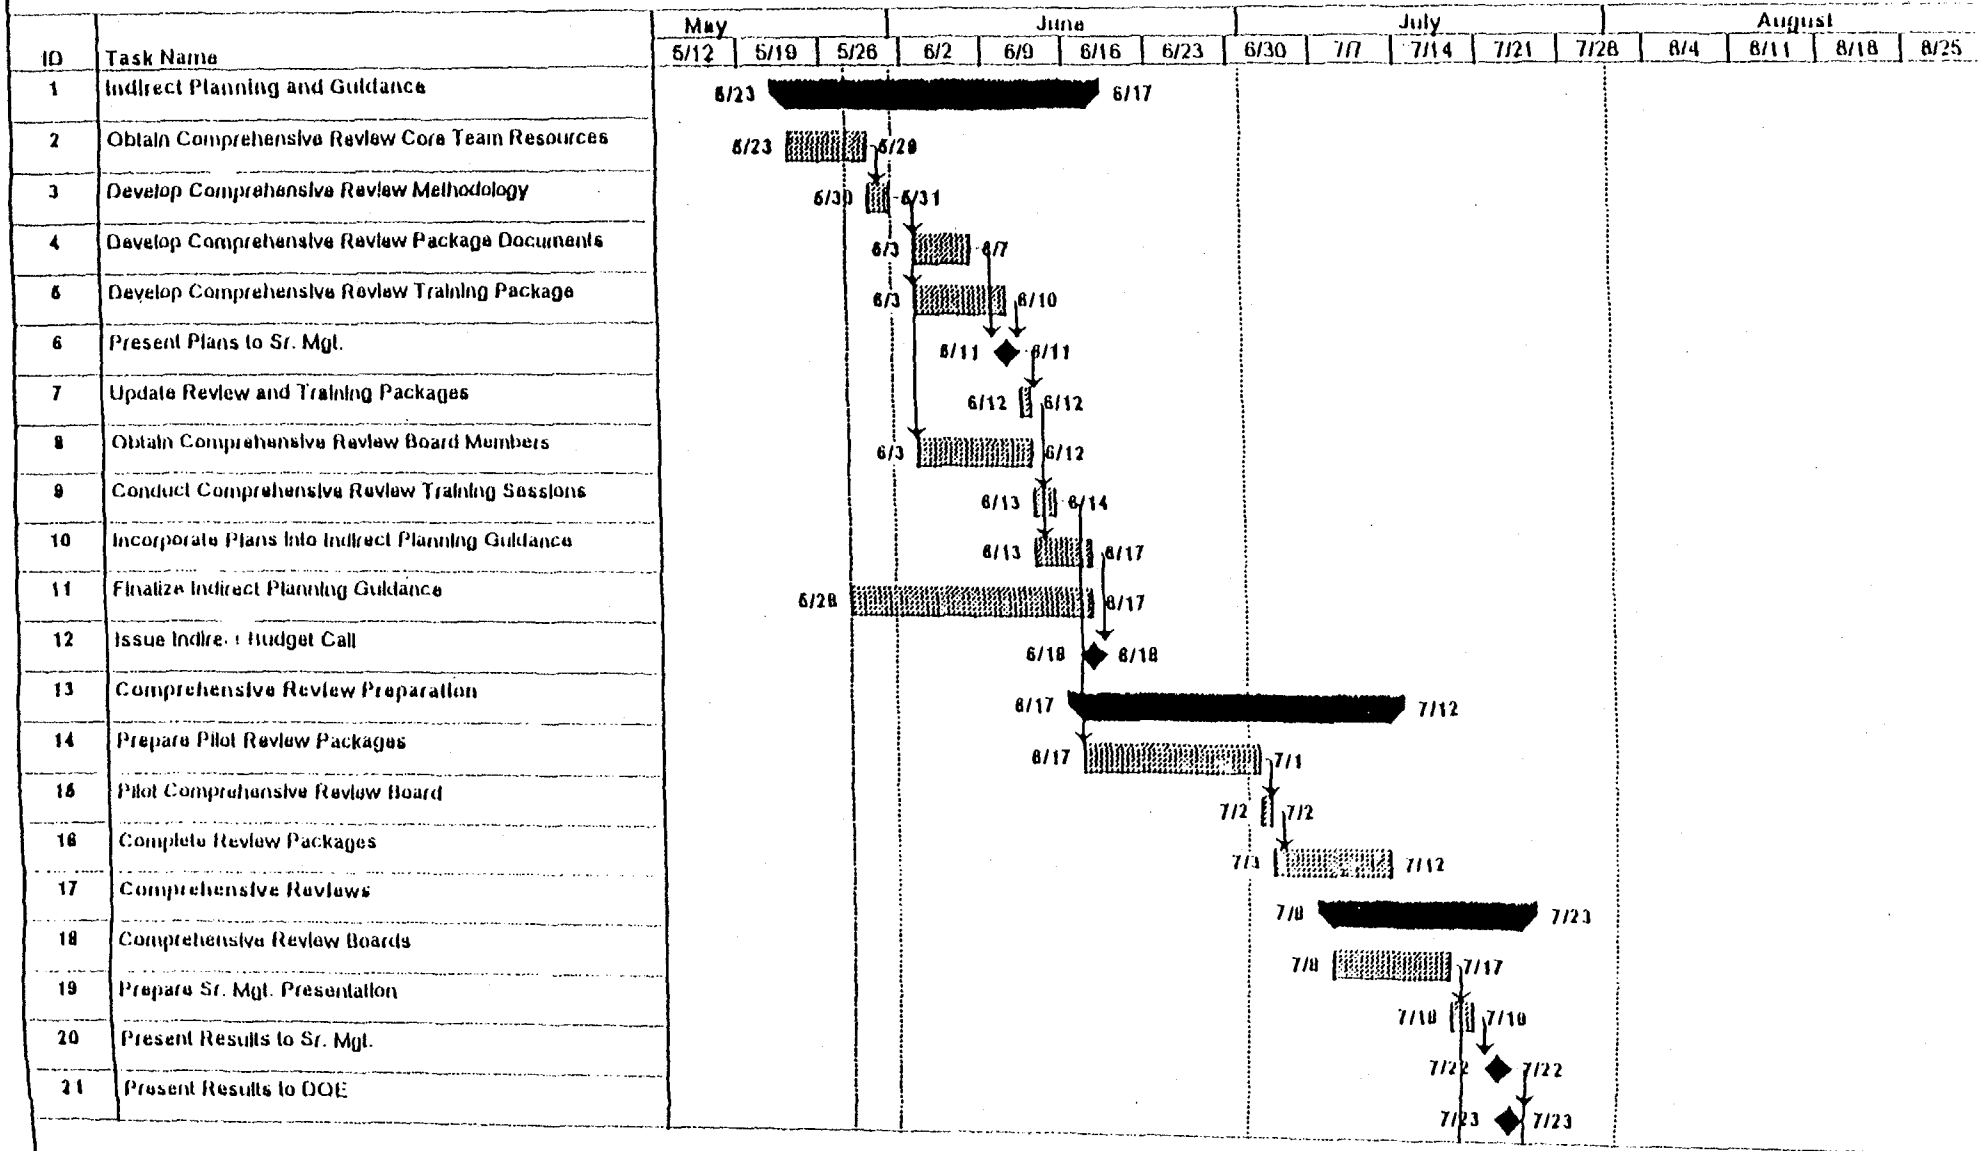 May June July August
ID Task Name 5/12 5/19 5/26 6/2 6/9 6/16 6/23 6/30 7/7 7/14 7/21 7/28 8/4 8/11 8/18 8/25
1 Indirect Planning and Guidance 5/23 6/17
2 Obtain Comprehensive Review Core Team Resources 5/23 5/29
3 Develop Comprehensive Review Methodology 5/30 5/31
4 Develop Comprehensive Review Package Documents 6/3 6/7
5 Develop Comprehensive Review Training Package 6/3 6/10
6 Present Plans to Sr. Mgt. 6/11 6/11
7 Update Review and Training Packages 6/12 6/12
8 Obtain Comprehensive Review Board Members 6/3 6/12
9 Conduct Comprehensive Review Training Sessions 6/13 6/14
10 Incorporate Plans Into Indirect Planning Guidance 6/13 6/17
11 Finalize Indirect Planning Guidance 5/28 6/17
12 Issue Budget Call 6/18 6/18
13 Comprehensive Review Preparation 6/17 7/12
14 Prepare Pilot Review Packages 6/17 7/1
15 Pilot Comprehensive Review Board 7/2 7/2
16 Complete Review Packages 7/3 7/12
17 Comprehensive Reviews 7/8 7/23
18 Comprehensive Review Boards 7/8 7/17
19 Prepare Sr. Mgt. Presentation 7/18
20 Present Results to Sr. Mgt. 7/22 7/22
21 Present Results to DOE 7/23 7/23